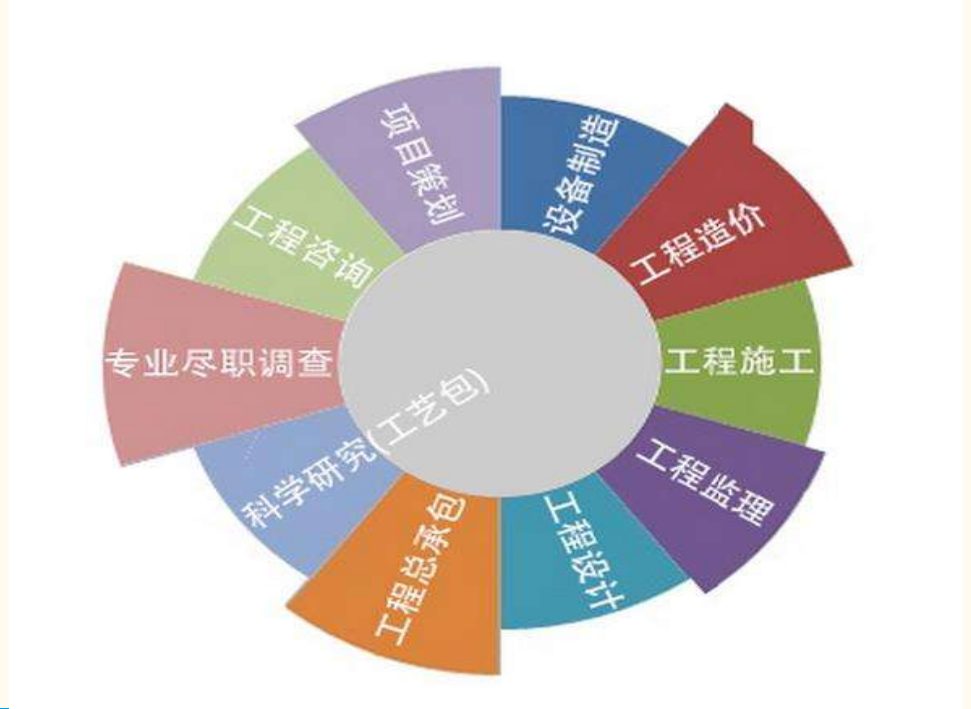 设备制造
工程造价
工程施工
工程监理
工程设计
工程总承包
科学研究(工艺包)
专业尽职调查
工程咨询
项目策划